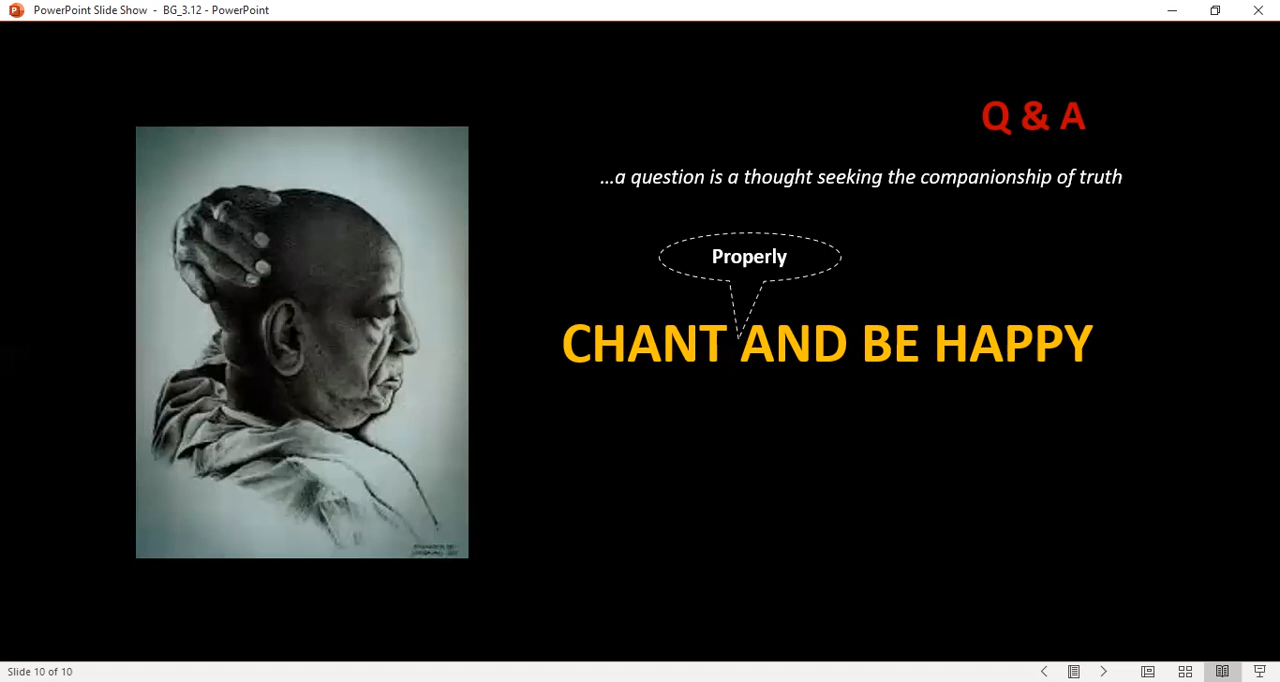 PowerPoint Slide Show - BG_3.12 - PowerPoint
Q & A
...a question is a thought seeking the companionship of truth
Properly
CHANT AND BE HAPPY
Slide 10 of 10